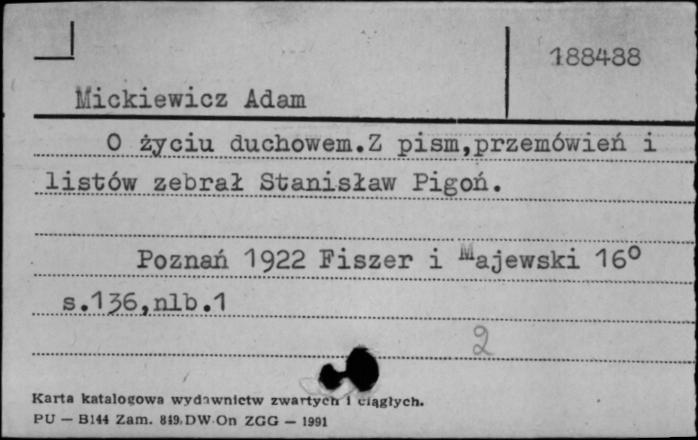 188488
Mickiewicz Adam
O życiu duchowem.Z pism,przemówień i
listów zebrał Stanisław Pigoń.
Poznań 1922 Fiszer i Majewski 16°
s.136,nlb.1
2
Karta katalogowa wydawnictw zwartych i ciągłych.
PU — B144 Zam. 849.DW.On ZGG — 1991